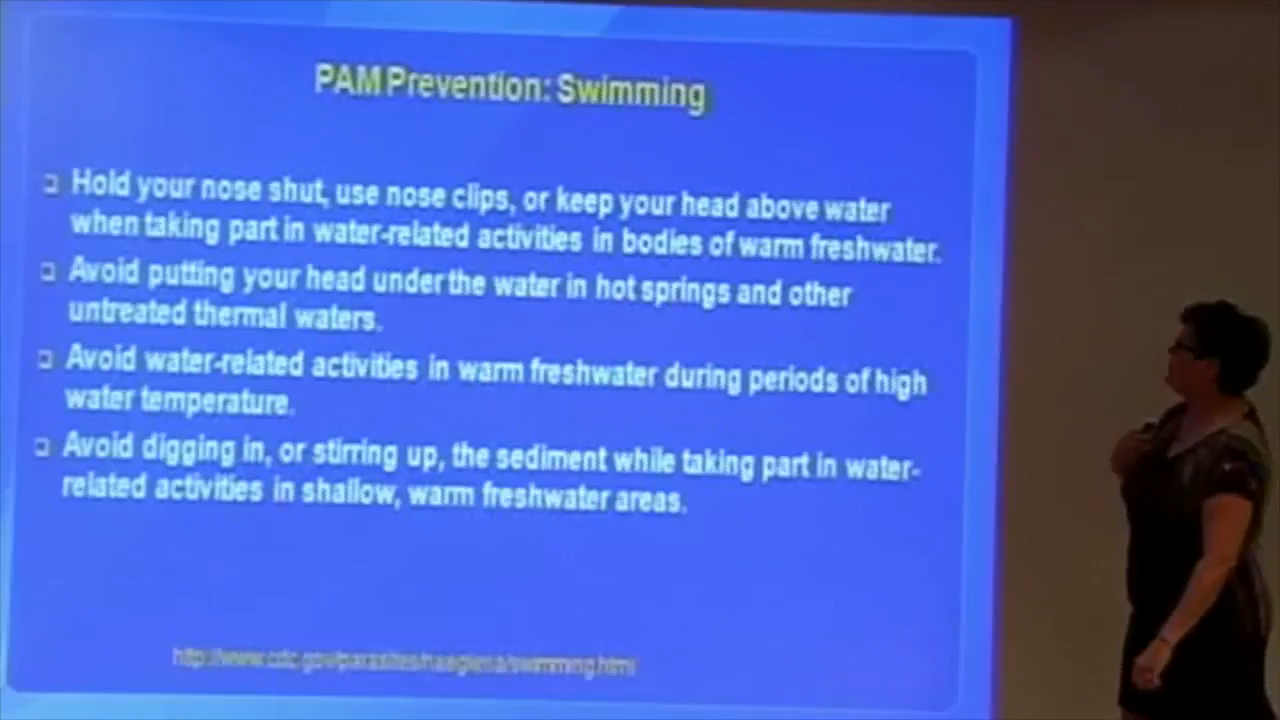 PAM Prevention: Swimming
Hold your nose shut, use nose clips, or keep your head above water
when taking part in water-related activities in bodies of warm freshwater.
Avoid putting your head under the water in hot springs and other
untreated thermal waters.
Avoid water-related activities in warm freshwater during periods of high
water temperature.
Avoid digging in, or stirring up, the sediment while taking part in water-
related activities in shallow, warm freshwater areas.
http://www.cdc.gov/parasites/naegleria/swimming.html